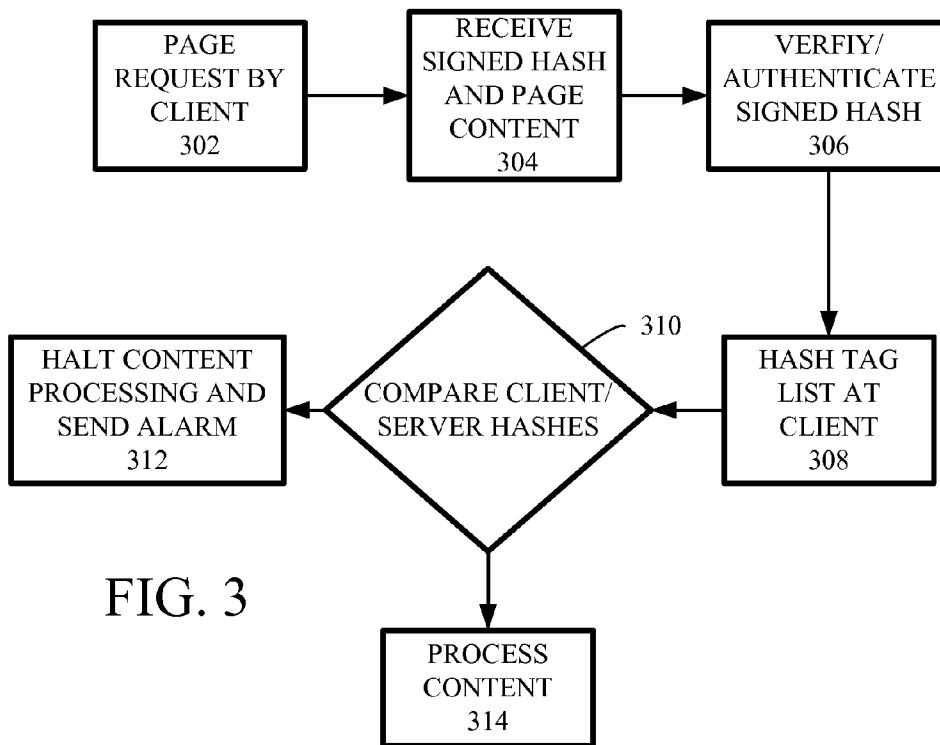 PAGE
REQUEST BY
CLIENT
302
RECEIVE
SIGNED HASH
AND PAGE
CONTENT
304
VERFIY/
AUTHENTICATE
SIGNED HASH
306
HASH TAG
LIST AT
CLIENT
308
310
COMPARE CLIENT/
SERVER HASHES
HALT CONTENT
PROCESSING AND
SEND ALARM
312
PROCESS
CONTENT
314
FIG. 3